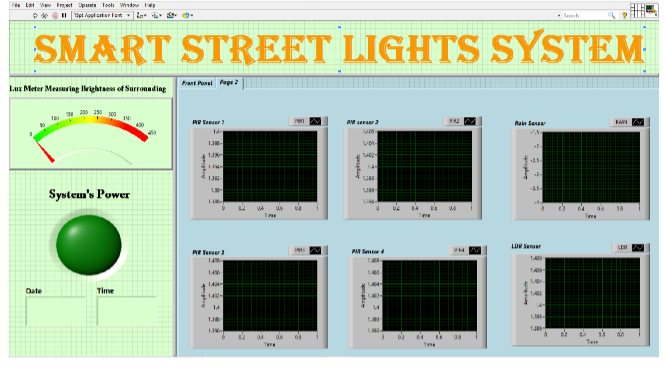 File Edit View Project Operate Tools Window Help
15pt Application Font
Search
SMART STREET LIGHTS SYSTEM
Lux Meter Measuring Brightness of Surrounding
0 50 100 150 200 250 300 350 400 450
System's Power
Date Time
Front Panel Page 2
PIR Sensor 1 PIR1
Amplitude
0 0.2 0.4 0.6 0.8 1
Time
PIR sensor 2 PIR2
Amplitude
0 0.2 0.4 0.6 0.8 1
Time
Rain Sensor RAIN
Amplitude
0 0.2 0.4 0.6 0.8 1
Time
PIR Sensor 3 PIR3
Amplitude
0 0.2 0.4 0.6 0.8 1
Time
PIR Sensor 4 PIR4
Amplitude
0 0.2 0.4 0.6 0.8 1
Time
LDR Sensor LDR
Amplitude
0 0.2 0.4 0.6 0.8 1
Time